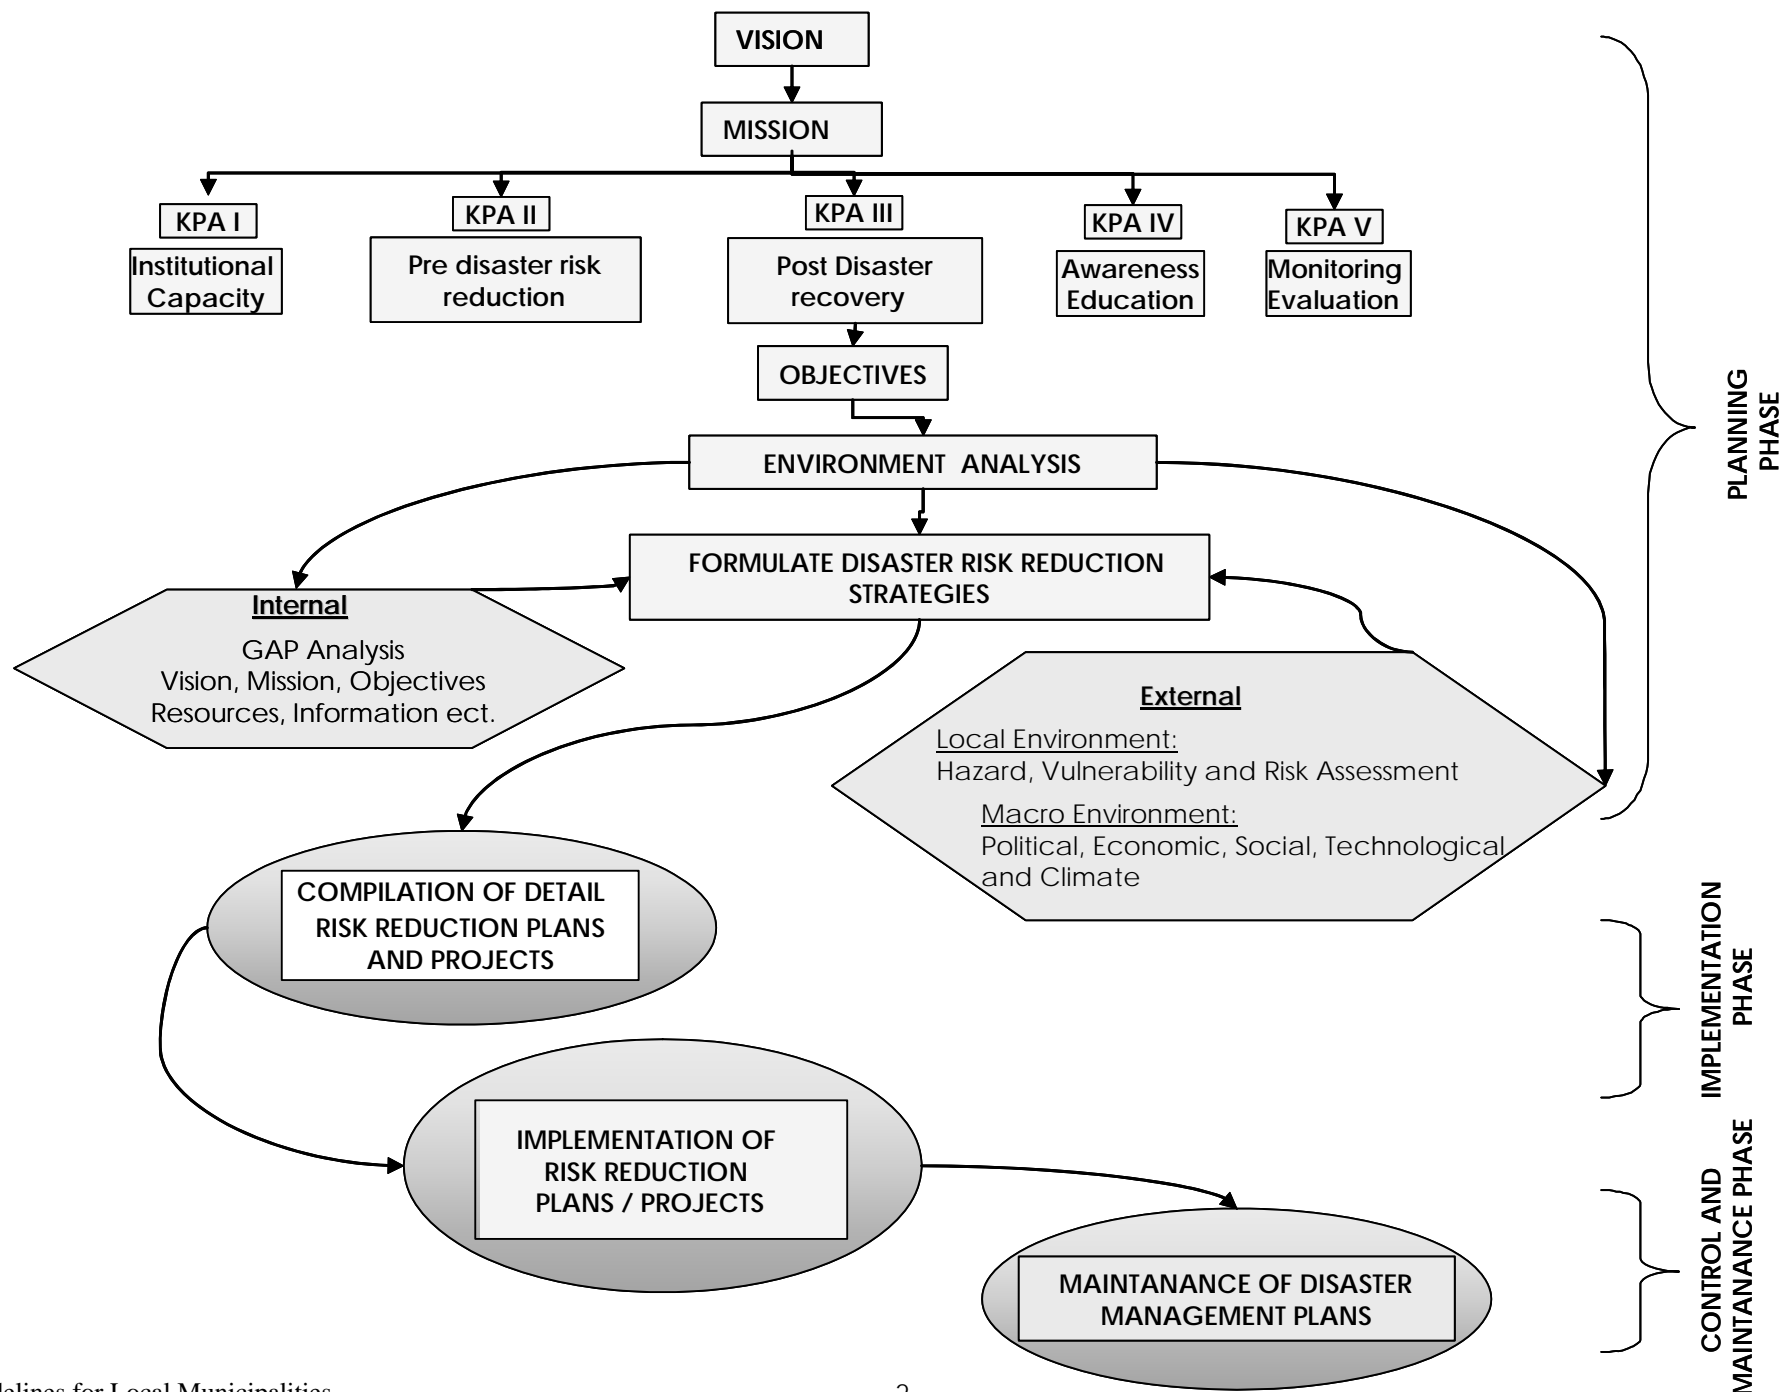 VISION
MISSION
KPA I
KPA II
KPA III
KPA IV
KPA V
Institutional
Capacity
Pre disaster risk
reduction
Post Disaster
recovery
Awareness
Education
Monitoring
Evaluation
OBJECTIVES
ENVIRONMENT ANALYSIS
FORMULATE DISASTER RISK REDUCTION
STRATEGIES
Internal
GAP Analysis
Vision, Mission, Objectives
Resources, Information ect.
External
Local Environment:
Hazard, Vulnerability and Risk Assessment
Macro Environment:
Political, Economic, Social, Technological
and Climate
COMPILATION OF DETAIL
RISK REDUCTION PLANS
AND PROJECTS
IMPLEMENTATION OF
RISK REDUCTION
PLANS / PROJECTS
MAINTANANCE OF DISASTER
MANAGEMENT PLANS
PLANNING
PHASE
IMPLEMENTATION
PHASE
CONTROL AND
MAINTANANCE PHASE
for Local Municipalities